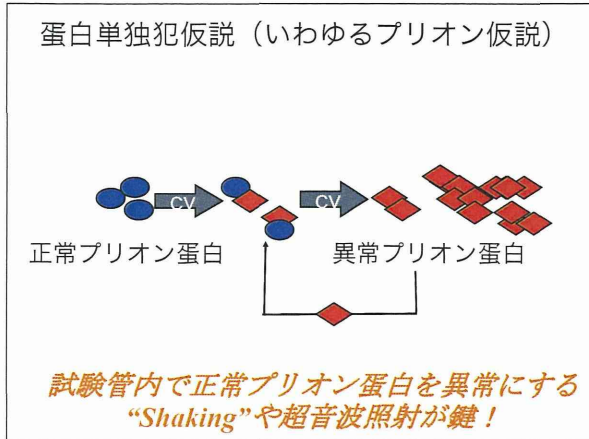 蛋白単独犯仮説（いわゆるプリオン仮説）
CV
CV
正常プリオン蛋白
異常プリオン蛋白
試験管内で正常プリオン蛋白を異常にする
“Shaking”や超音波照射が鍵！